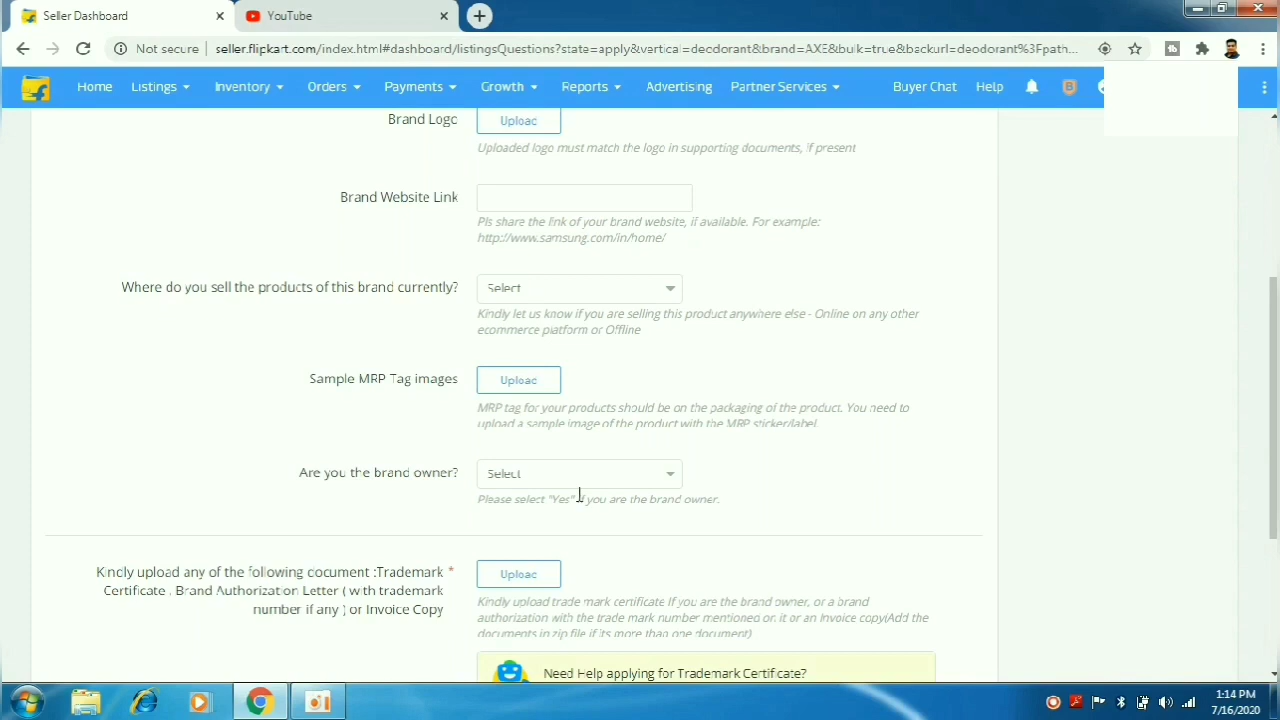 Seller Dashboard
YouTube
Not secure
seller.flipkart.com/index.html#dashboard/listingsQuestions?state=apply&vertical=deodorant&brand=AXE&bulk=true&backurl=deodorant%3Fpath...
Home Listings Inventory Orders Payments Growth Reports Advertising Partner Services Buyer Chat Help
Brand Logo Upload
Uploaded logo must match the logo in supporting documents, if present
Brand Website Link
Pls share the link of your brand website, if available. For example:
http://www.samsung.com/in/home/
Where do you sell the products of this brand currently? Select
Kindly let us know if you are selling this product anywhere else - Online on any other
ecommerce platform or Offline
Sample MRP Tag images Upload
MRP tag for your products should be on the packaging of the product. You need to
upload a sample image of the product with the MRP sticker/label.
Are you the brand owner? Select
Please select "Yes" if you are the brand owner.
Kindly upload any of the following document :Trademark *
Certificate , Brand Authorization Letter ( with trademark
number if any ) or Invoice Copy
Upload
Kindly upload trade mark certificate If you are the brand owner, or a brand
authorization with the trade mark number mentioned on it or an Invoice copy(Add the
documents in zip file if its more than one document)
Need Help applying for Trademark Certificate?
1:14 PM
7/16/2020